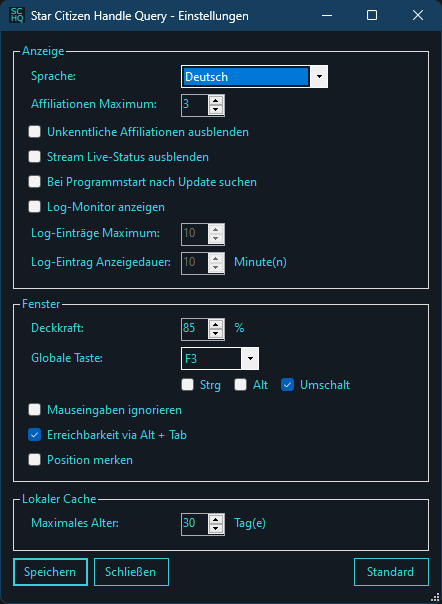 SC
HQ
Star Citizen Handle Query - Einstellungen
Anzeige
Sprache: Deutsch
Affiliationen Maximum: 3
Unkenntliche Affiliationen ausblenden
Stream Live-Status ausblenden
Bei Programmstart nach Update suchen
Log-Monitor anzeigen
Log-Einträge Maximum: 10
Log-Eintrag Anzeigedauer: 10 Minute(n)
Fenster
Deckkraft: 85 %
Globale Taste: F3
Strg Alt Umschalt
Mauseingaben ignorieren
Erreichbarkeit via Alt + Tab
Position merken
Lokaler Cache
Maximales Alter: 30 Tag(e)
Speichern Schließen Standard